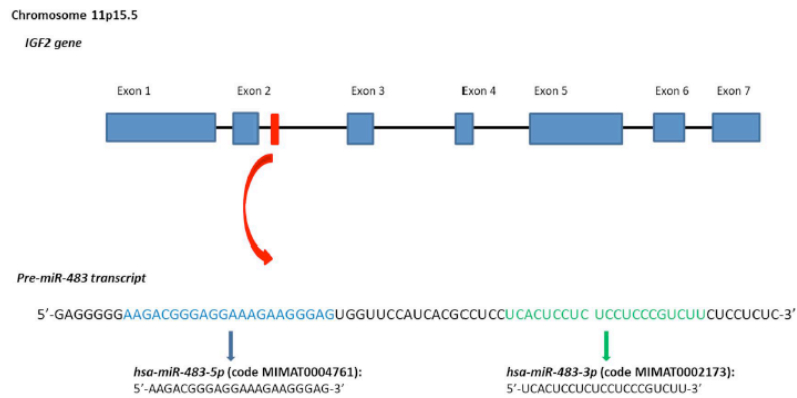 Chromosome 11p15.5
IGF2 gene
Exon 1 Exon 2 Exon 3 Exon 4 Exon 5 Exon 6 Exon 7
Pre-miR-483 transcript
5′-GAGGGGGAAGACGGGAGGAAAGAAGGGAGUGGUUCCAUCACGCCUCCUCACUCCUC UCCUCCCGUCUUCUCCUCUC-3′
hsa-miR-483-5p (code MIMAT0004761): hsa-miR-483-3p (code MIMAT0002173):
5′-AAGACGGGAGGAAAGAAGGGAG-3′ 5′-UCACUCCUCUCCUCCCGUCUU-3′